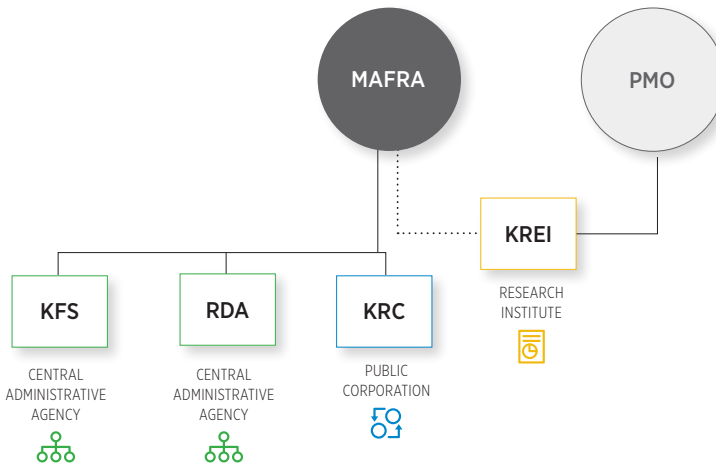 MAFRA
PMO
KREI
RESEARCH
INSTITUTE
KFS
RDA
KRC
CENTRAL
ADMINISTRATIVE
AGENCY
CENTRAL
ADMINISTRATIVE
AGENCY
PUBLIC
CORPORATION